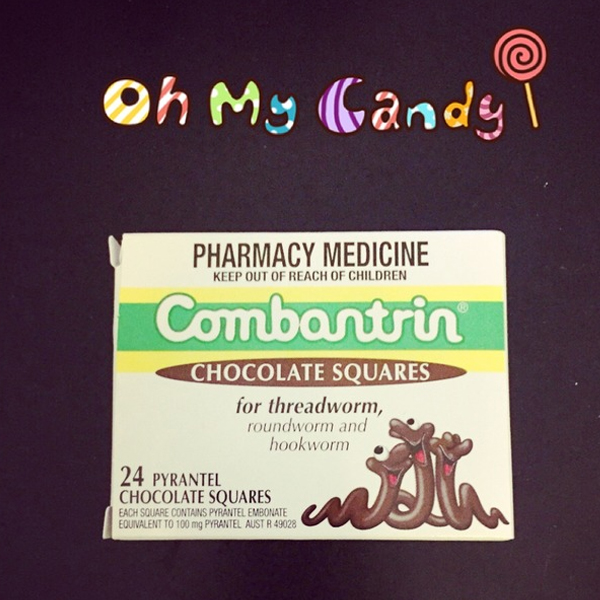 Oh My Candy
PHARMACY MEDICINE
KEEP OUT OF REACH OF CHILDREN
Combantrin®
CHOCOLATE SQUARES
for threadworm,
roundworm and
hookworm
24 PYRANTEL
CHOCOLATE SQUARES
EACH SQUARE CONTAINS PYRANTEL EMBONATE
EQUIVALENT TO 100 mg PYRANTEL AUST R 49028